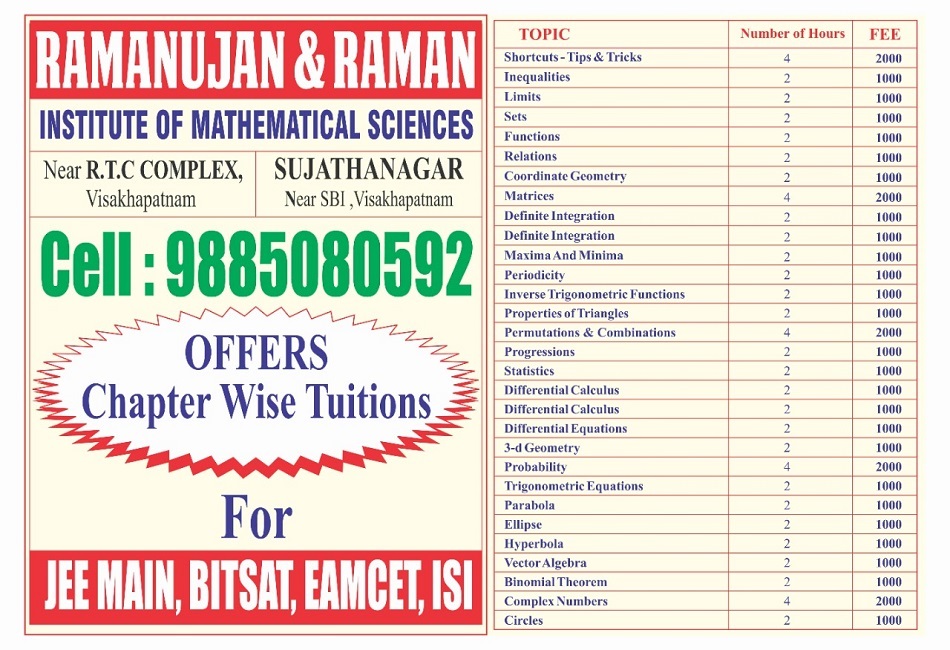 RAMANUJAN & RAMAN
INSTITUTE OF MATHEMATICAL SCIENCES
Near R.T.C COMPLEX,
Visakhapatnam
SUJATHANAGAR
Near SBI ,Visakhapatnam
Cell : 9885080592
OFFERS
Chapter Wise Tuitions
For
JEE MAIN, BITSAT, EAMCET, ISI
TOPIC Number of Hours FEE
Shortcuts - Tips & Tricks 4 2000
Inequalities 2 1000
Limits 2 1000
Sets 2 1000
Functions 2 1000
Relations 2 1000
Coordinate Geometry 2 1000
Matrices 4 2000
Definite Integration 2 1000
Definite Integration 2 1000
Maxima And Minima 2 1000
Periodicity 2 1000
Inverse Trigonometric Functions 2 1000
Properties of Triangles 2 1000
Permutations & Combinations 4 2000
Progressions 2 1000
Statistics 2 1000
Differential Calculus 2 1000
Differential Calculus 2 1000
Differential Equations 2 1000
3-d Geometry 2 1000
Probability 4 2000
Trigonometric Equations 2 1000
Parabola 2 1000
Ellipse 2 1000
Hyperbola 2 1000
Vector Algebra 2 1000
Binomial Theorem 2 1000
Complex Numbers 4 2000
Circles 2 1000